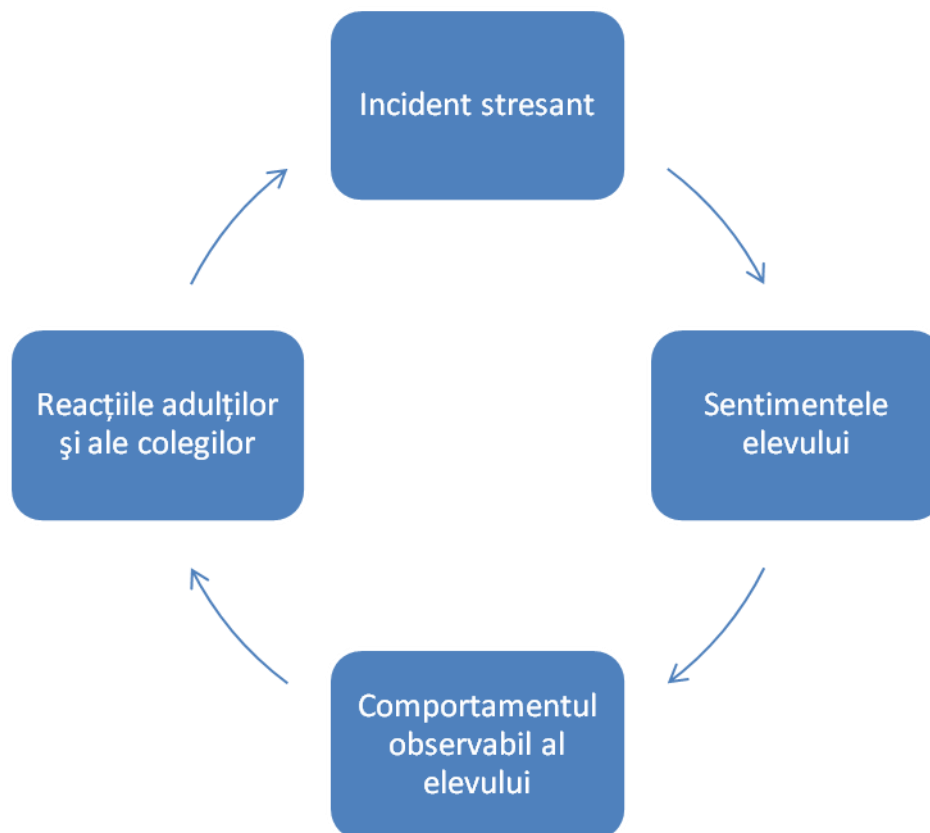 Incident stresant
Sentimentele
elevului
Comportamentul
observabil al
elevului
Reacțiile adulților
şi ale colegilor